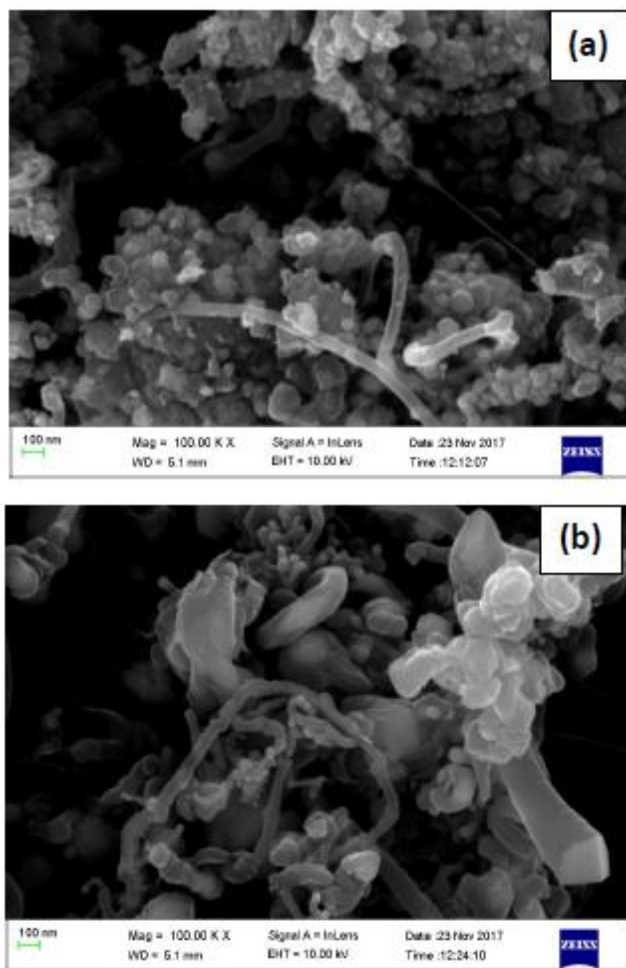 (a)
100 nm Mag = 100.00 K X Signal A = InLens Date :23 Nov 2017 ZEISS
WD = 5.1 mm EHT = 10.00 kV Time :12:12:07
(b)
100 nm Mag = 100.00 K X Signal A = InLens Date :23 Nov 2017 ZEISS
WD = 5.1 mm EHT = 10.00 kV Time :12:24:10